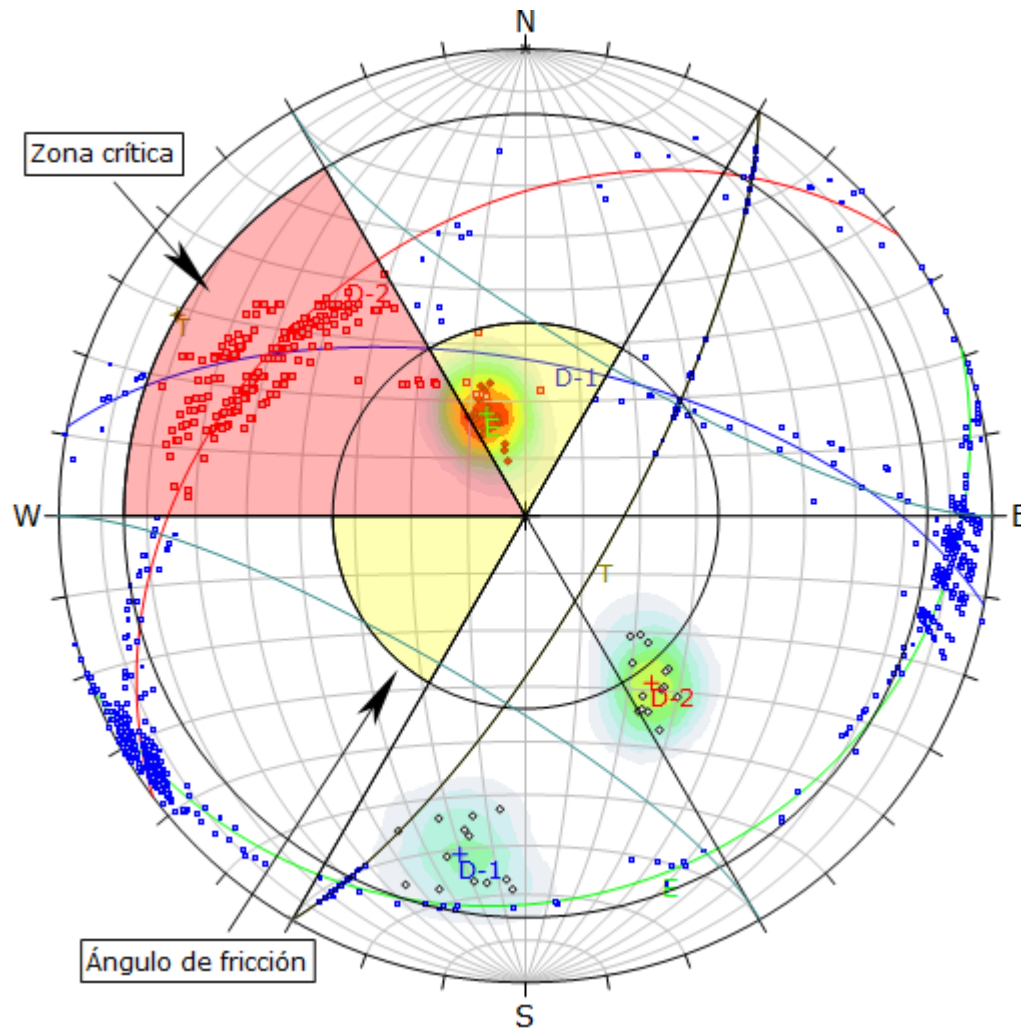 N
Zona crítica
D-2
T
D-1
E
W
E
T
D-2
D-1
E
Ángulo de fricción
S